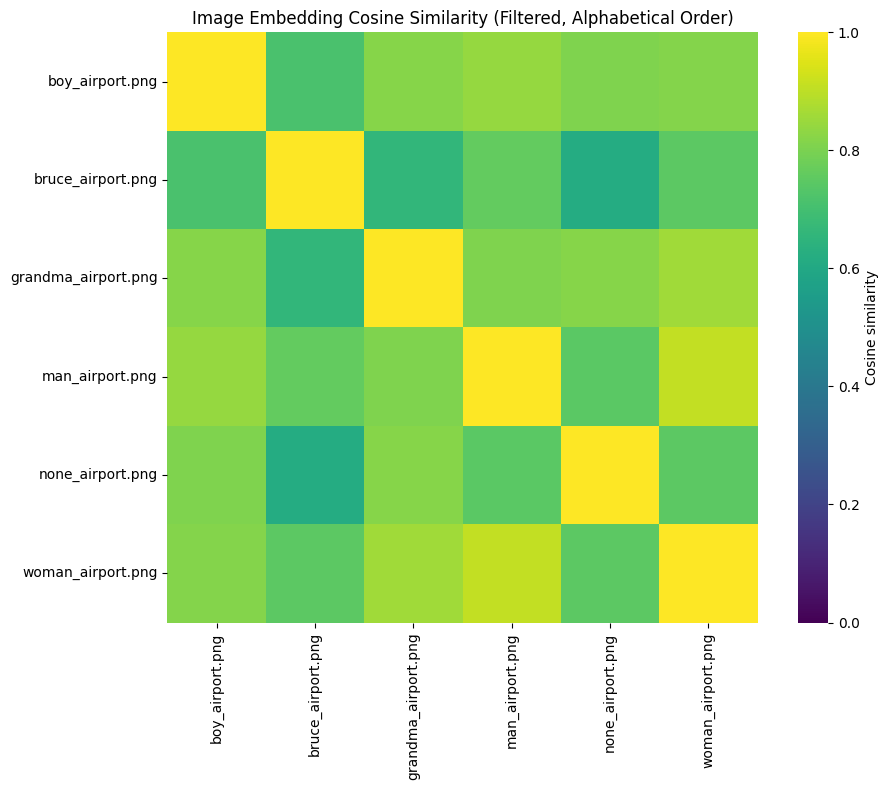 Image Embedding Cosine Similarity (Filtered, Alphabetical Order)
boy_airport.png
bruce_airport.png
grandma_airport.png
man_airport.png
none_airport.png
woman_airport.png
boy_airport.png
bruce_airport.png
grandma_airport.png
man_airport.png
none_airport.png
woman_airport.png
1.0
0.8
0.6
0.4
0.2
0.0
Cosine similarity